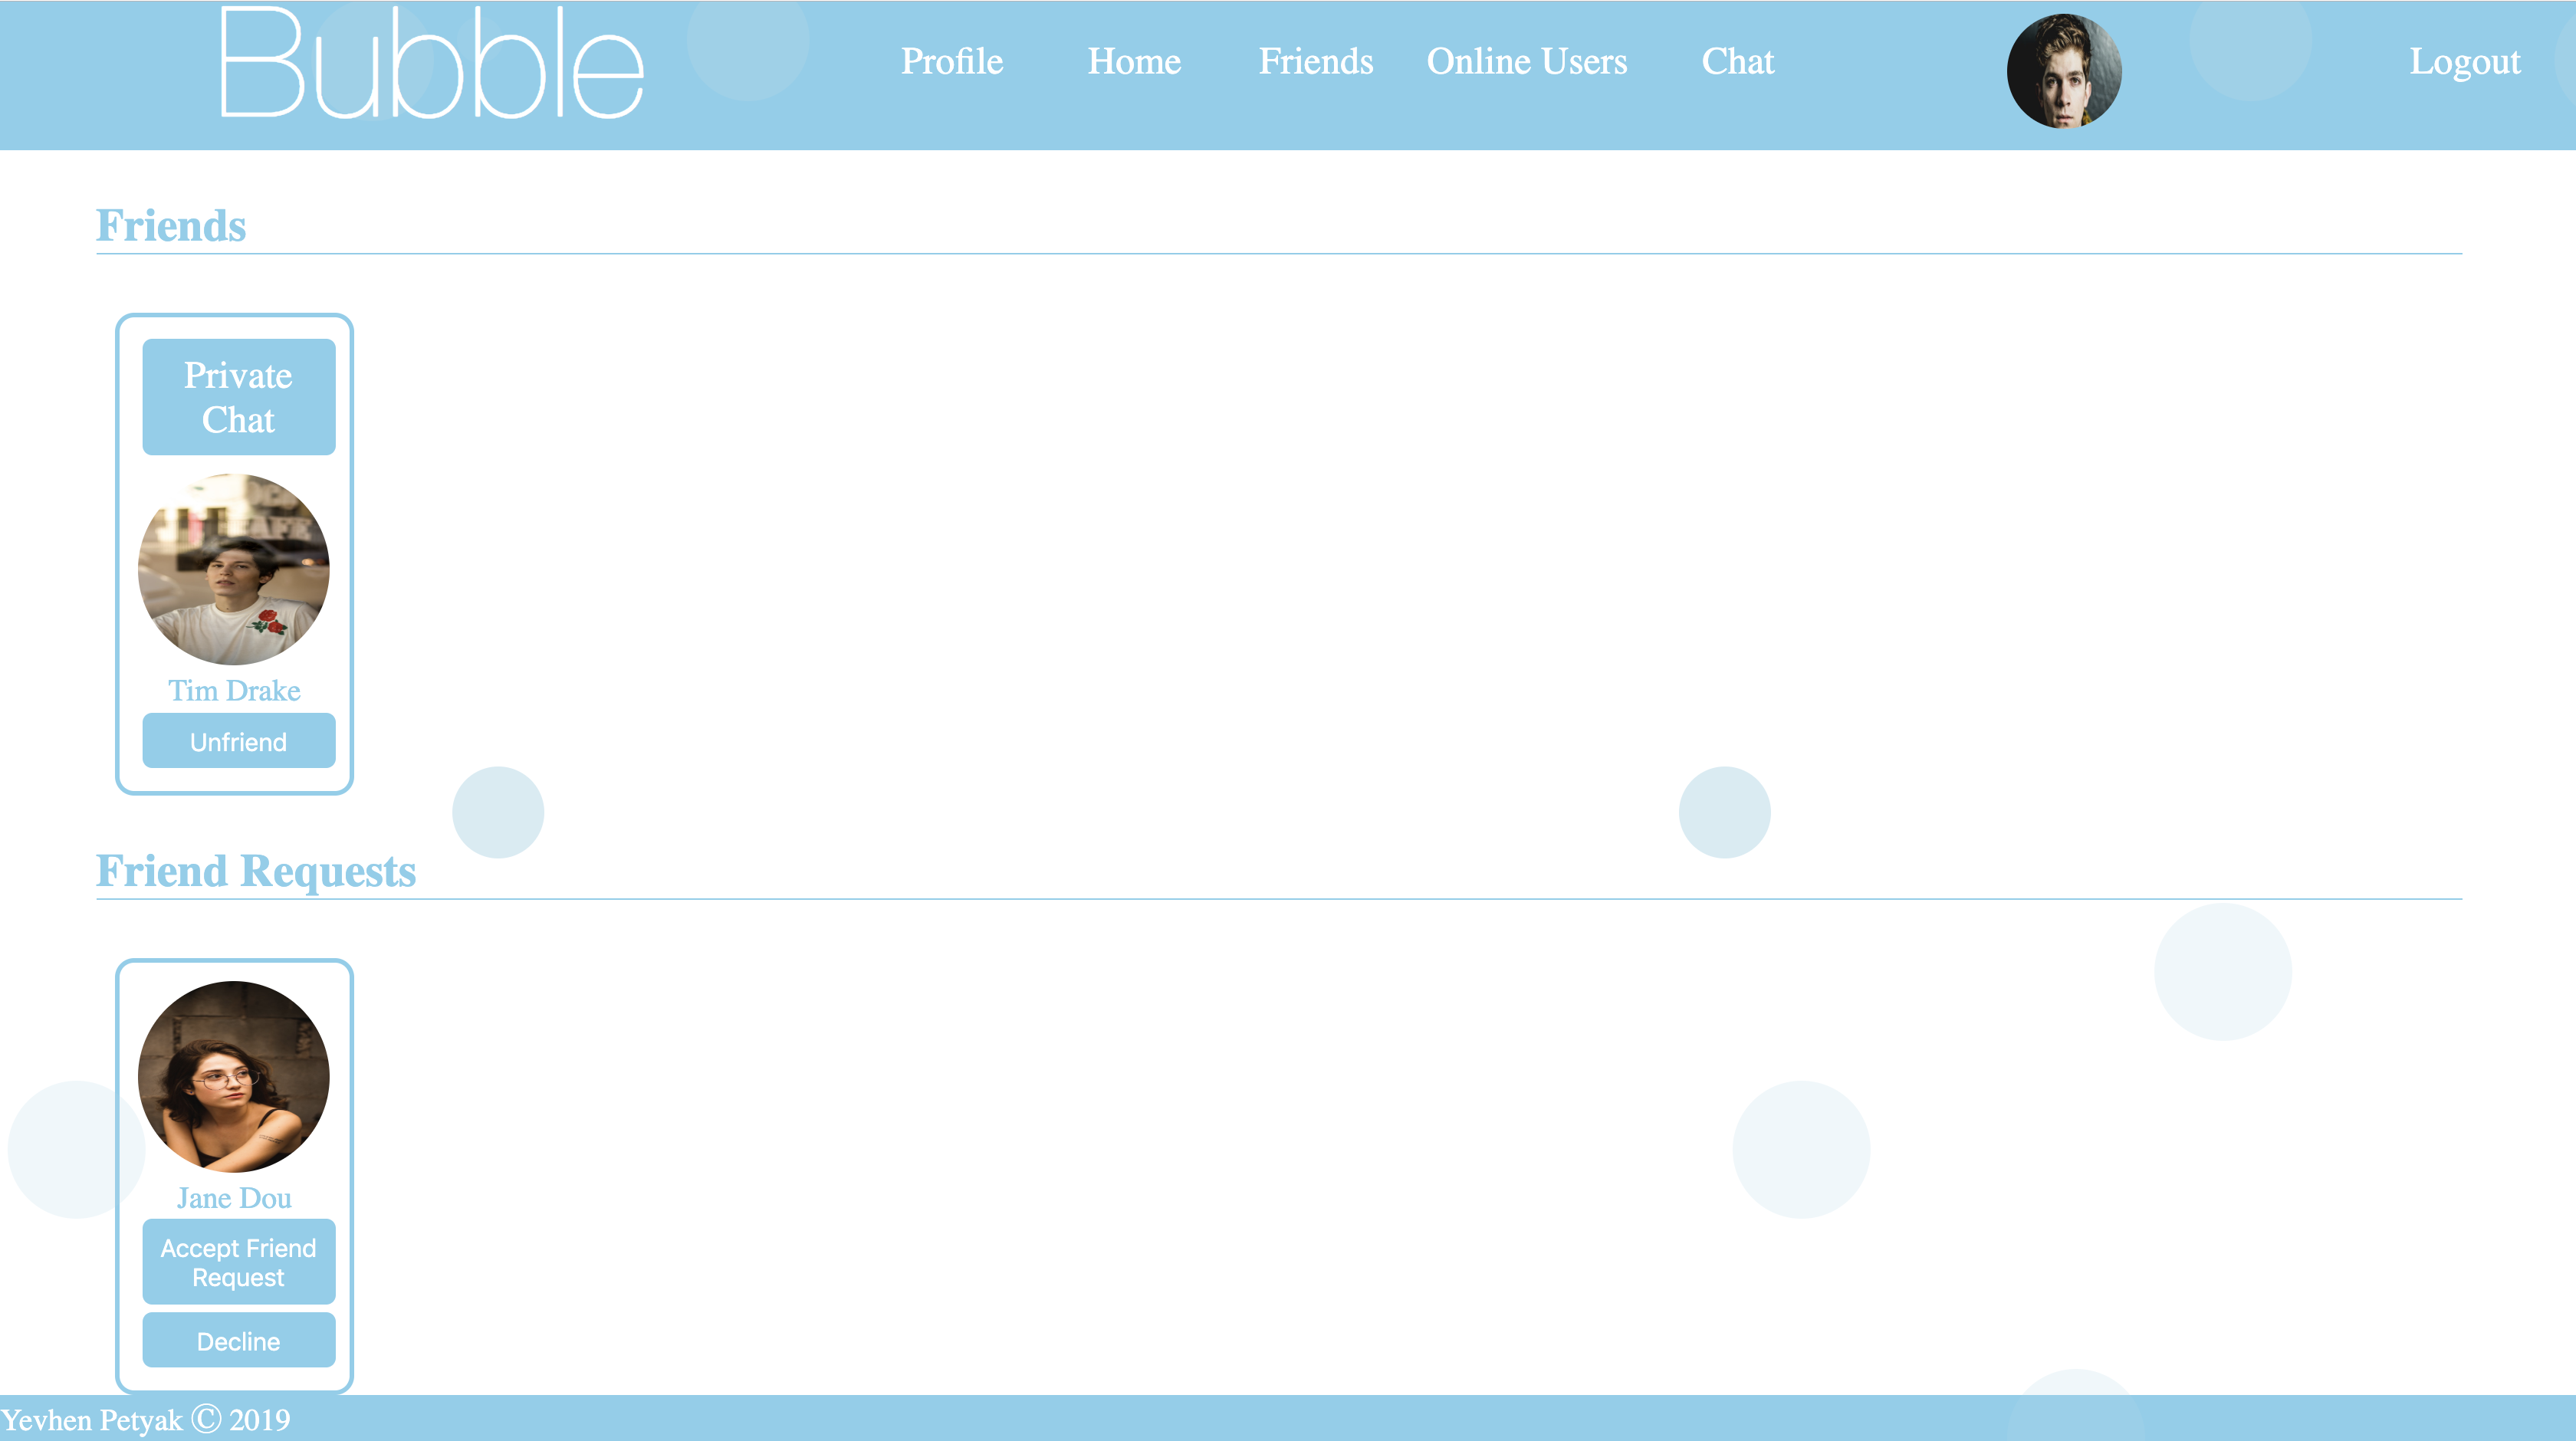 Bubble
Profile Home Friends Online Users Chat Logout
Friends
Private
Chat
Tim Drake
Unfriend
Friend Requests
Jane Dou
Accept Friend
Request
Decline
Yevhen Petyak © 2019